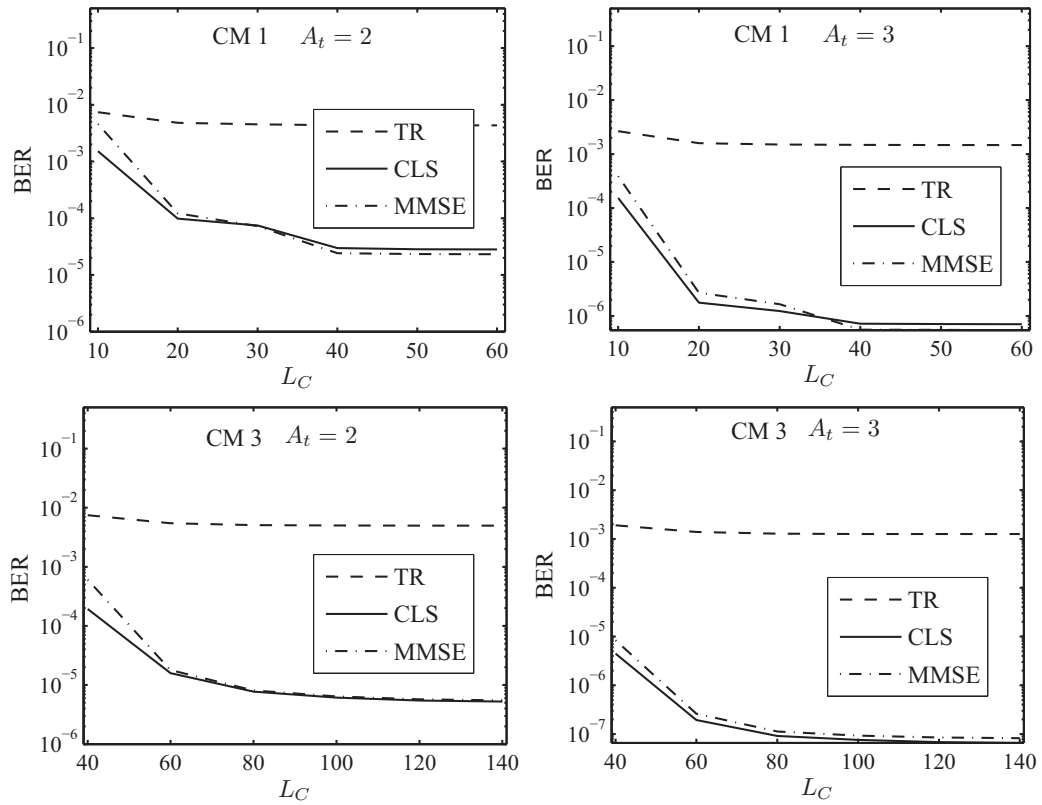 CM 1 A_t = 2
10^{-1}
10^{-2}
10^{-3}
10^{-4}
10^{-5}
10^{-6}
BER
TR
CLS
MMSE
10 20 30 40 50 60
L_C
CM 1 A_t = 3
10^{-1}
10^{-2}
10^{-3}
10^{-4}
10^{-5}
10^{-6}
BER
TR
CLS
MMSE
10 20 30 40 50 60
L_C
CM 3 A_t = 2
10^{-1}
10^{-2}
10^{-3}
10^{-4}
10^{-5}
10^{-6}
BER
TR
CLS
MMSE
40 60 80 100 120 140
L_C
CM 3 A_t = 3
10^{-1}
10^{-2}
10^{-3}
10^{-4}
10^{-5}
10^{-6}
10^{-7}
BER
TR
CLS
MMSE
40 60 80 100 120 140
L_C